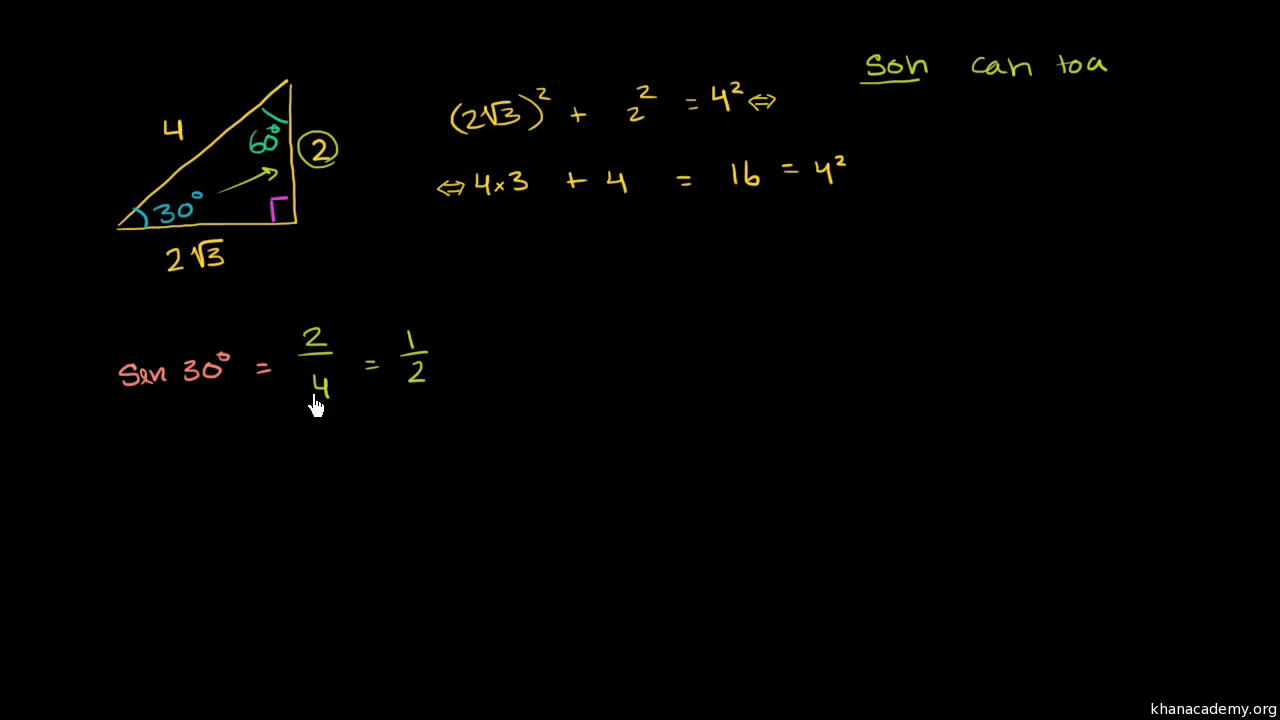 soh can toa
4
60°
2
30°
2√3
(2√3)² + 2² = 4² ⇔
⇔ 4×3 + 4 = 16 = 4²
Sen 30° = 2/4 = 1/2
khanacademy.org